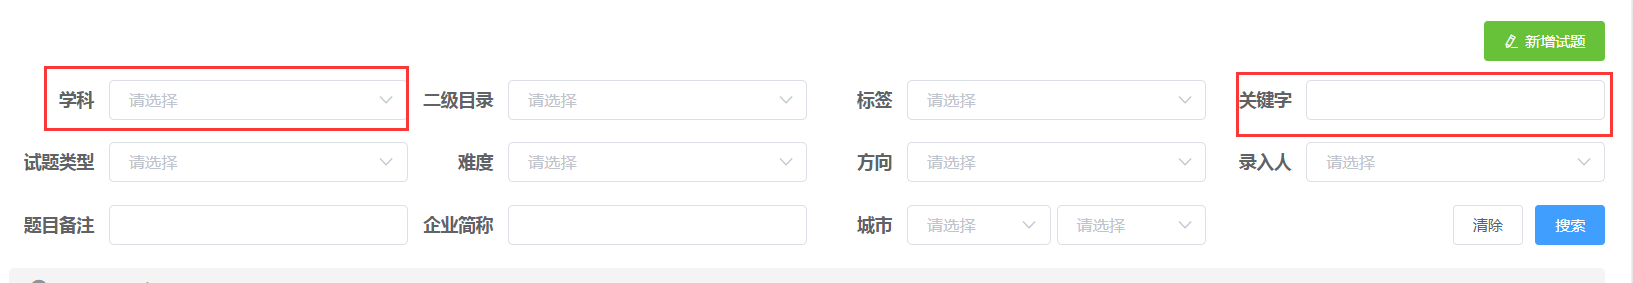 新增试题
学科 请选择 二级目录 请选择 标签 请选择 关键字
试题类型 请选择 难度 请选择 方向 请选择 录入人 请选择
题目备注 企业简称 城市 请选择 请选择 清除 搜索